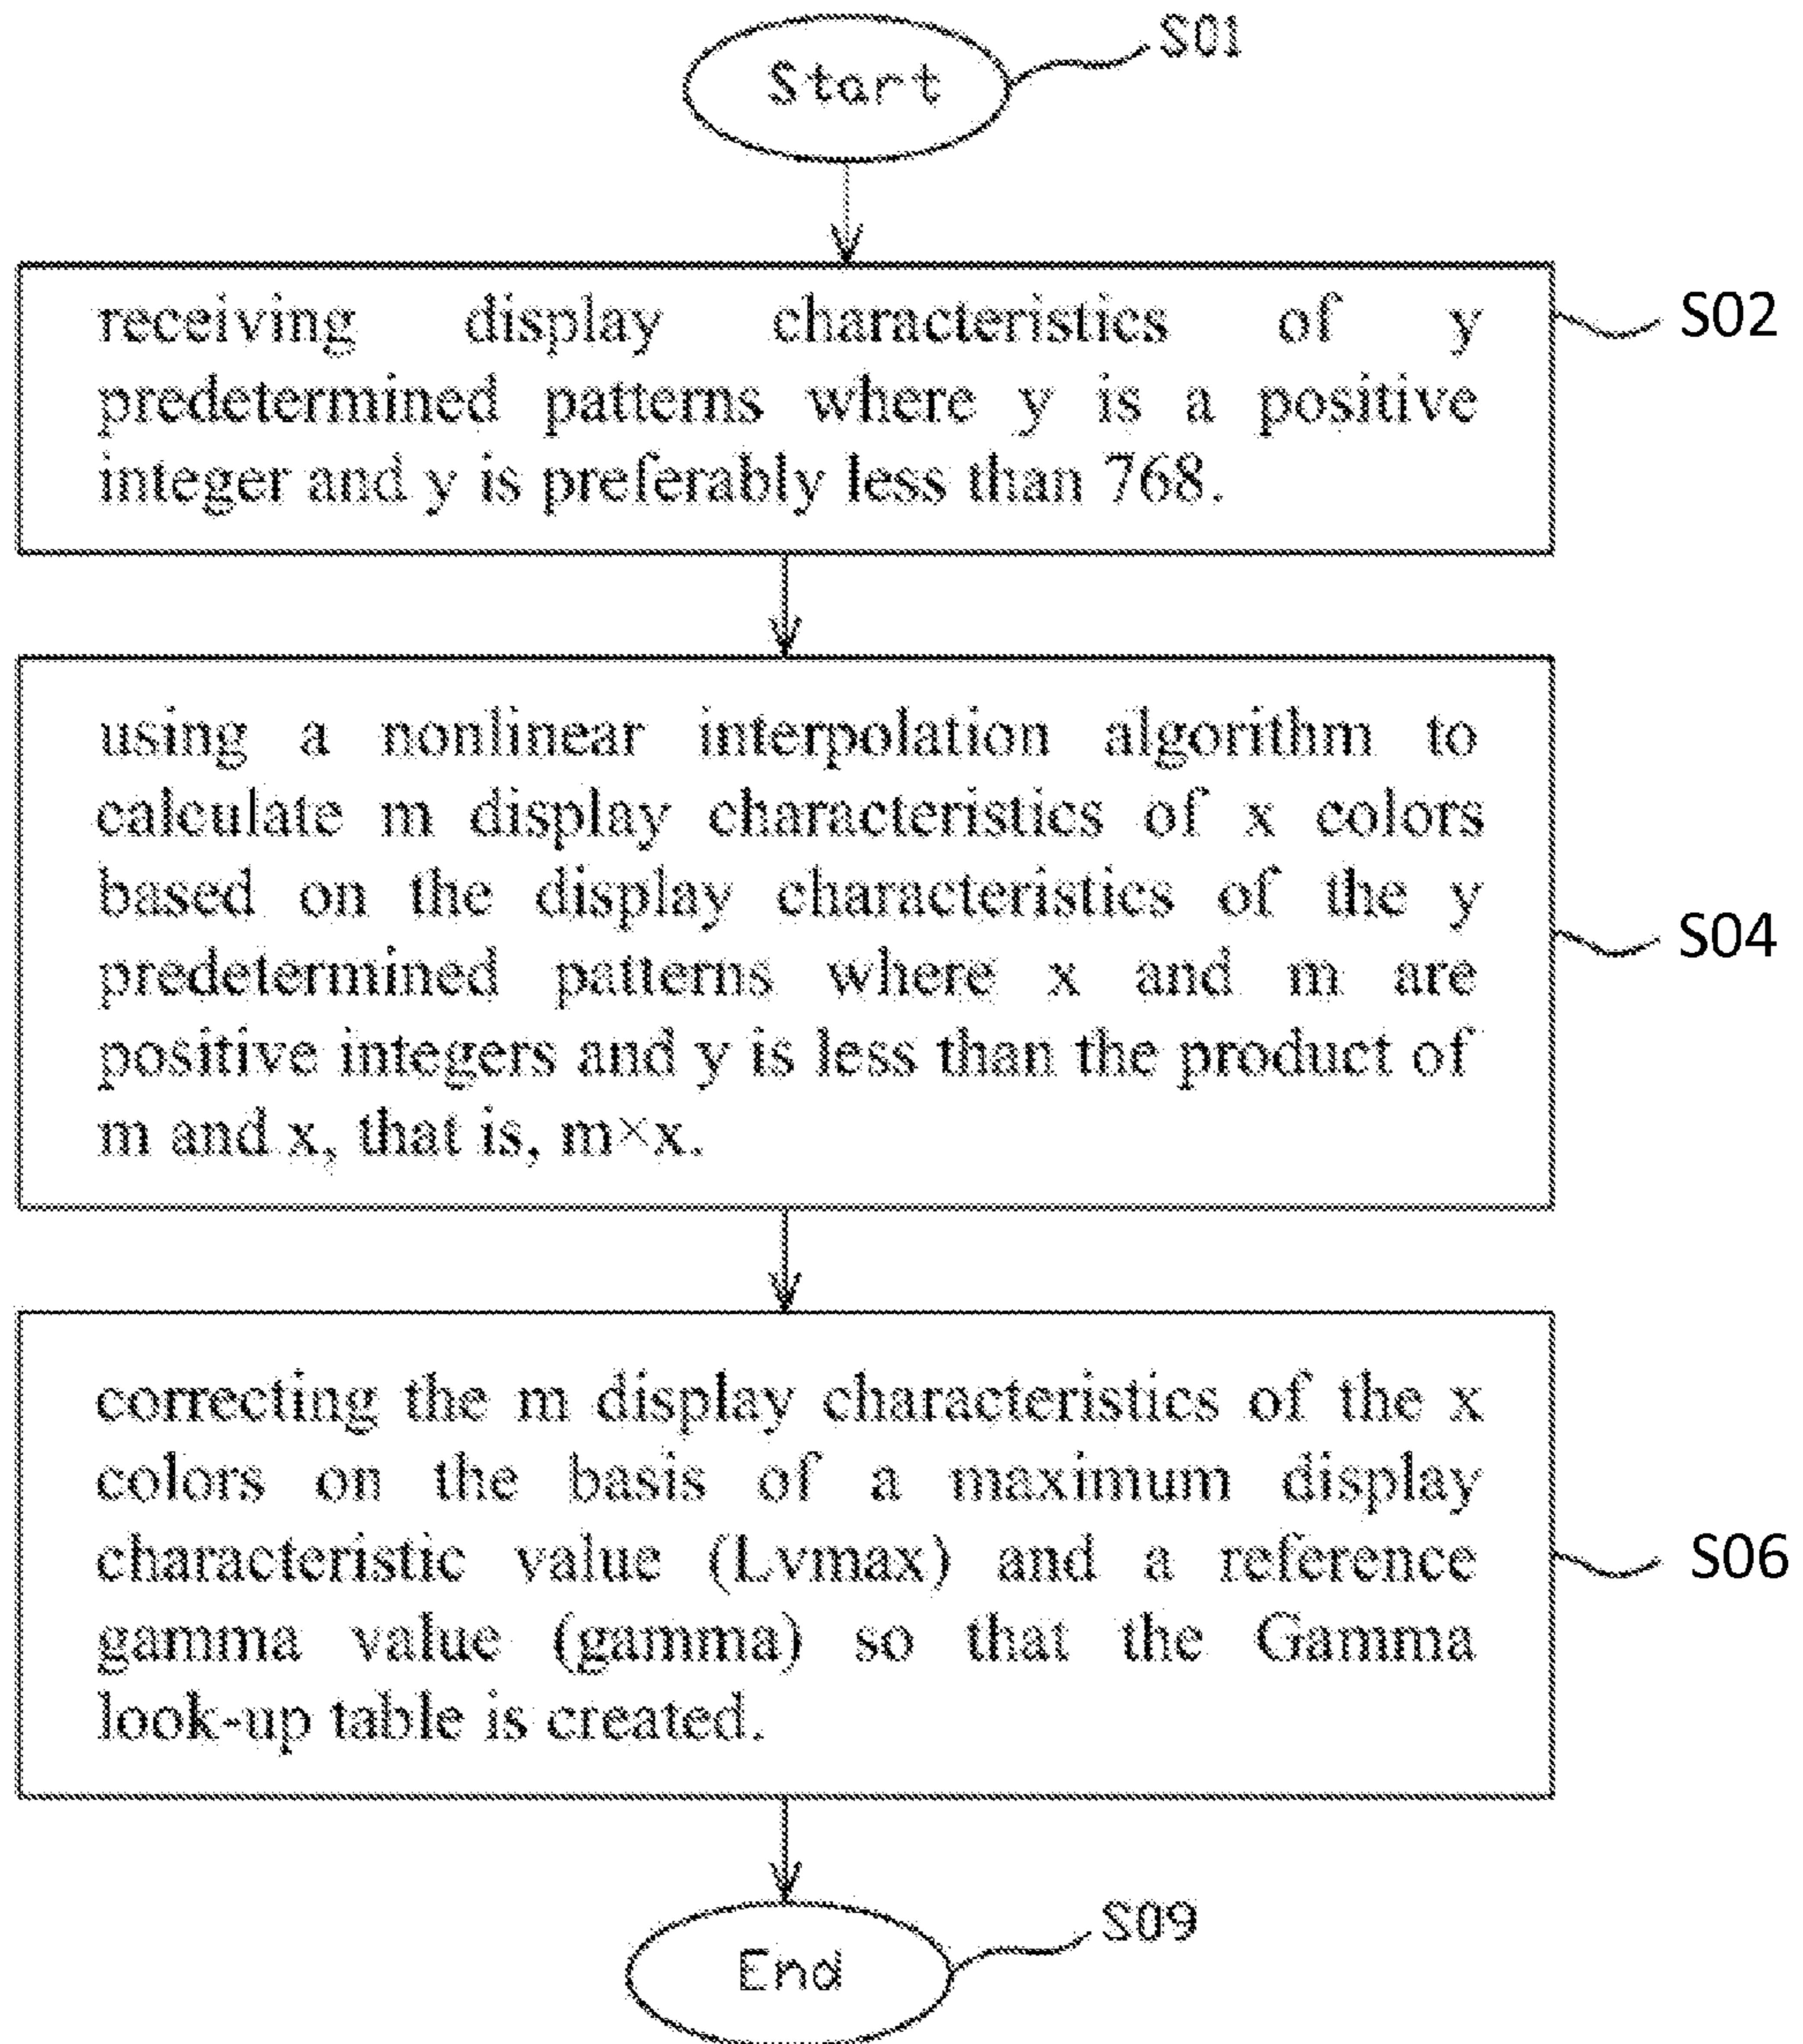 Start
S01
receiving display characteristics of y
predetermined patterns where y is a positive
integer and y is preferably less than 768.
S02
using a nonlinear interpolation algorithm to
calculate m display characteristics of x colors
based on the display characteristics of the y
predetermined patterns where x and m are
positive integers and y is less than the product of
m and x, that is, m×x.
S04
correcting the m display characteristics of the x
colors on the basis of a maximum display
characteristic value (Lvmax) and a reference
gamma value (gamma) so that the Gamma
look-up table is created.
S06
End
S09